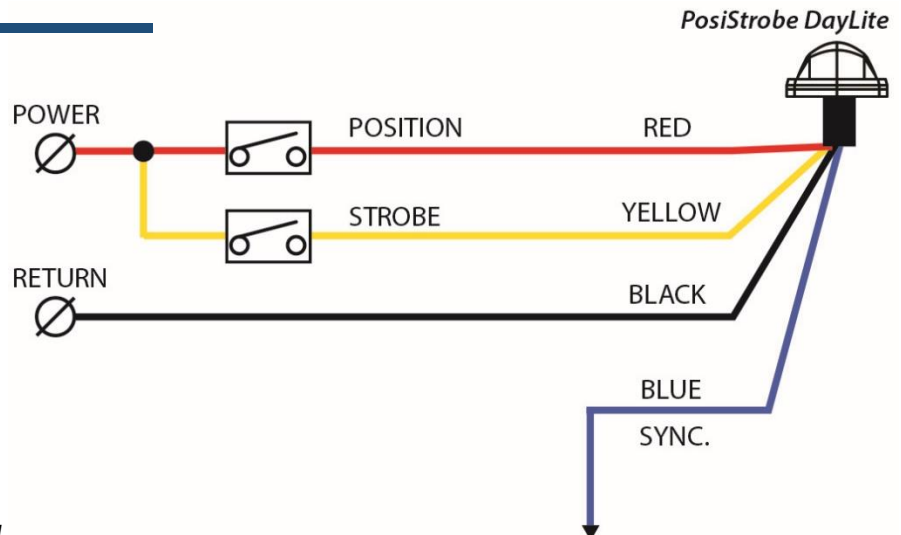 PosiStrobe DayLite
POWER
POSITION RED
STROBE YELLOW
RETURN
BLACK
BLUE
SYNC.